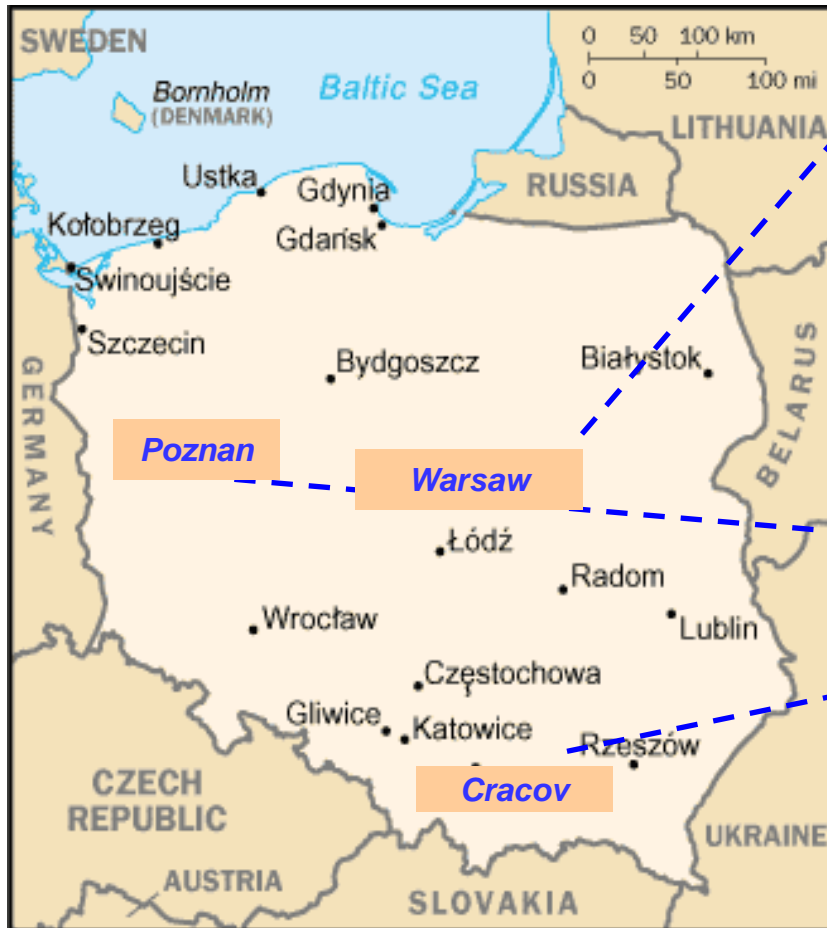 SWEDEN
0 50 100 km
0 50 100 mi
Bornholm
(DENMARK)
Baltic Sea
LITHUANIA
RUSSIA
Ustka
Gdynia
Gdańsk
Kołobrzeg
Świnoujście
Szczecin
Bydgoszcz
Białystok
GERMANY
BELARUS
Poznan
Warsaw
Łódź
Radom
Lublin
Wrocław
Częstochowa
Gliwice
Katowice
Rzeszów
Cracov
CZECH
REPUBLIC
UKRAINE
AUSTRIA
SLOVAKIA